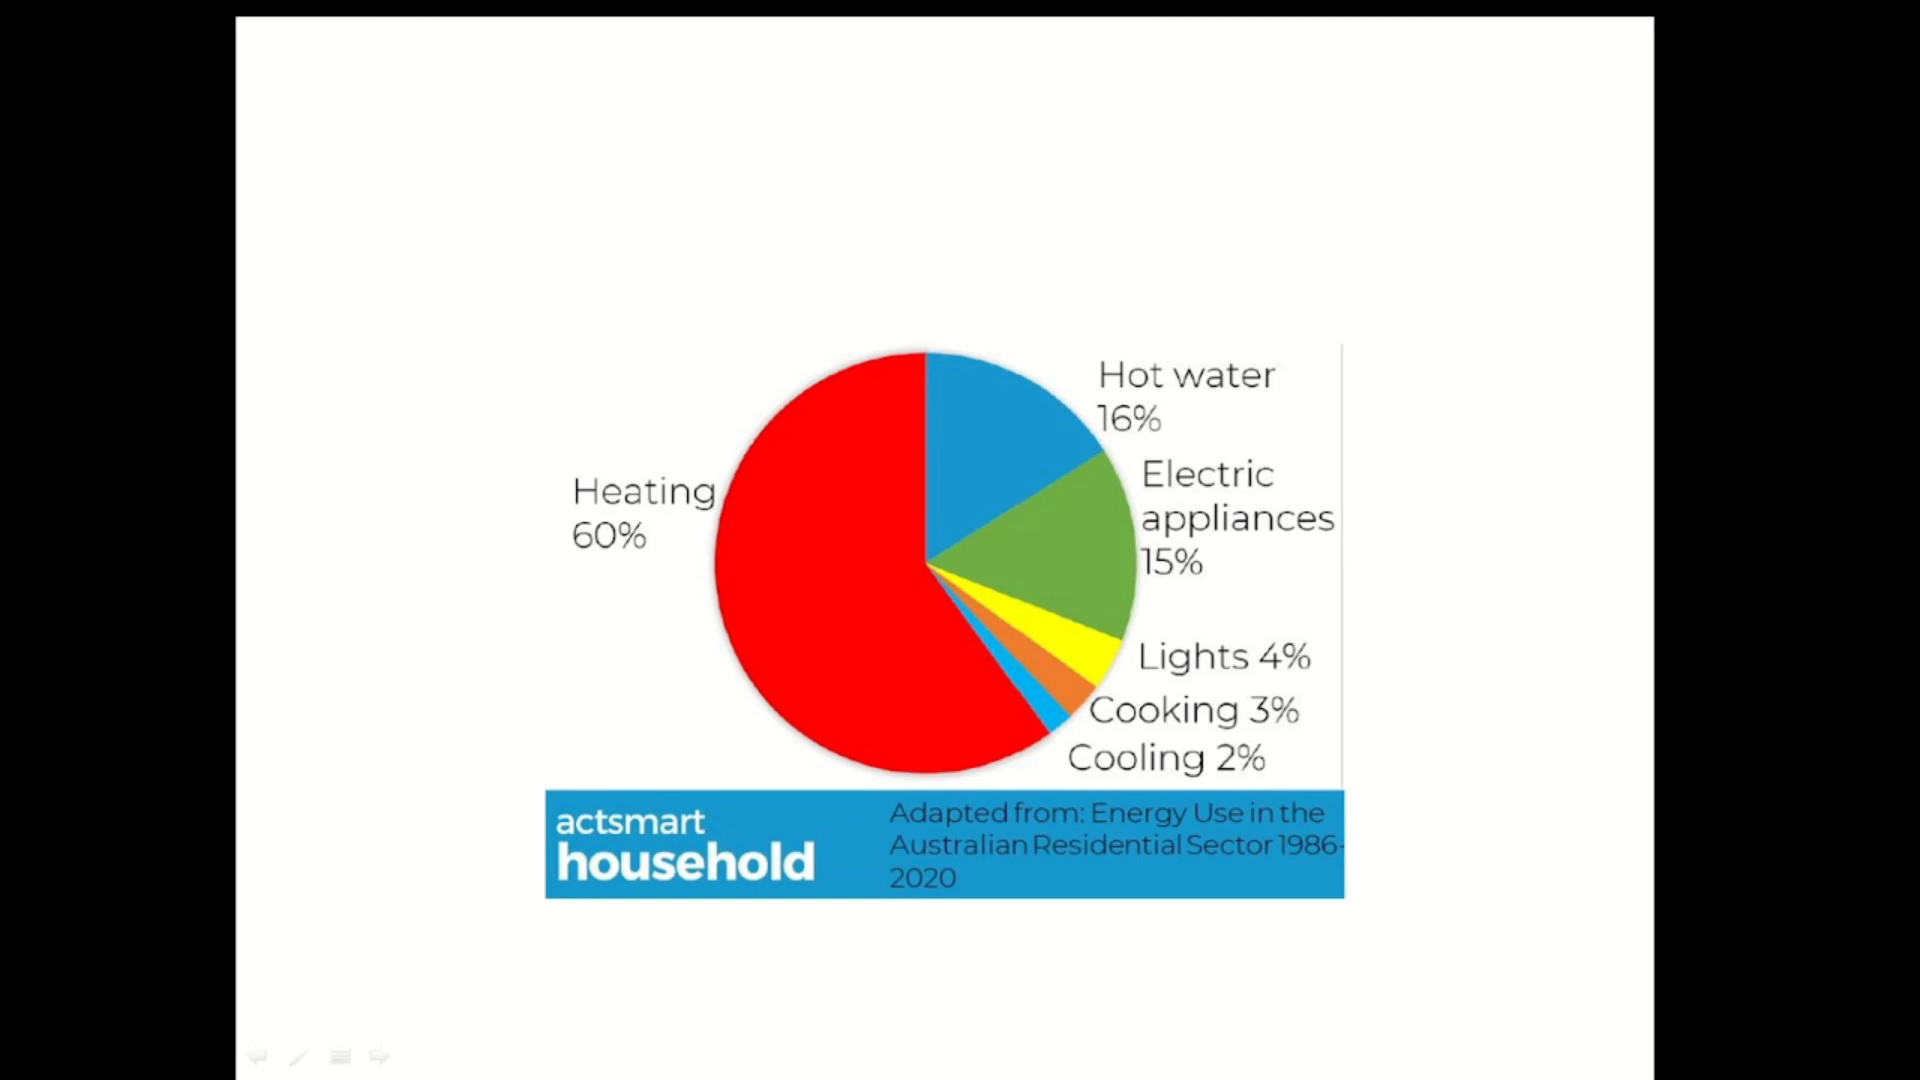 Hot water
16%
Electric
appliances
15%
Heating
60%
Lights 4%
Cooking 3%
Cooling 2%
actsmart
household
Adapted from: Energy Use in the
Australian Residential Sector 1986-
2020